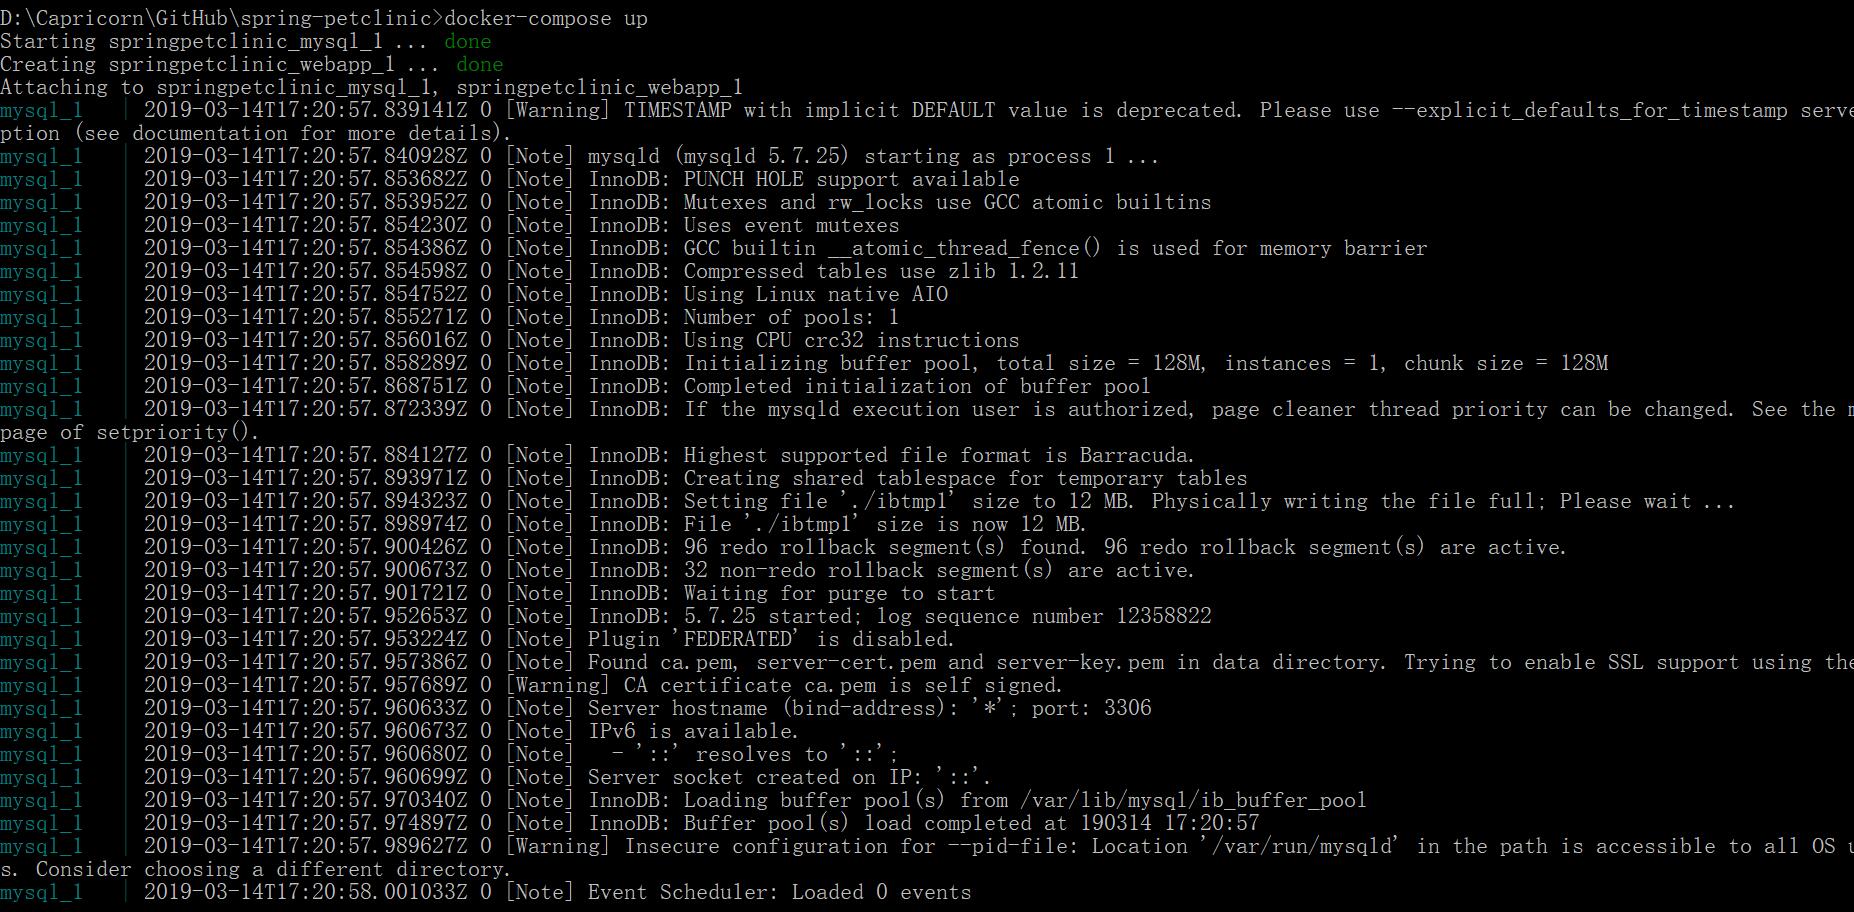 D:\Capricorn\GitHub\spring-petclinic>docker-compose up
Starting springpetclinic_mysql_1 ... done
Creating springpetclinic_webapp_1 ... done
Attaching to springpetclinic_mysql_1, springpetclinic_webapp_1
mysql_1   | 2019-03-14T17:20:57.839141Z 0 [Warning] TIMESTAMP with implicit DEFAULT value is deprecated. Please use --explicit_defaults_for_timestamp serve
ption (see documentation for more details).
mysql_1   | 2019-03-14T17:20:57.840928Z 0 [Note] mysqld (mysqld 5.7.25) starting as process 1 ...
mysql_1   | 2019-03-14T17:20:57.853682Z 0 [Note] InnoDB: PUNCH HOLE support available
mysql_1   | 2019-03-14T17:20:57.853952Z 0 [Note] InnoDB: Mutexes and rw_locks use GCC atomic builtins
mysql_1   | 2019-03-14T17:20:57.854230Z 0 [Note] InnoDB: Uses event mutexes
mysql_1   | 2019-03-14T17:20:57.854386Z 0 [Note] InnoDB: GCC builtin __atomic_thread_fence() is used for memory barrier
mysql_1   | 2019-03-14T17:20:57.854598Z 0 [Note] InnoDB: Compressed tables use zlib 1.2.11
mysql_1   | 2019-03-14T17:20:57.854752Z 0 [Note] InnoDB: Using Linux native AIO
mysql_1   | 2019-03-14T17:20:57.855271Z 0 [Note] InnoDB: Number of pools: 1
mysql_1   | 2019-03-14T17:20:57.856016Z 0 [Note] InnoDB: Using CPU crc32 instructions
mysql_1   | 2019-03-14T17:20:57.858289Z 0 [Note] InnoDB: Initializing buffer pool, total size = 128M, instances = 1, chunk size = 128M
mysql_1   | 2019-03-14T17:20:57.868751Z 0 [Note] InnoDB: Completed initialization of buffer pool
mysql_1   | 2019-03-14T17:20:57.872339Z 0 [Note] InnoDB: If the mysqld execution user is authorized, page cleaner thread priority can be changed. See the m
page of setpriority().
mysql_1   | 2019-03-14T17:20:57.884127Z 0 [Note] InnoDB: Highest supported file format is Barracuda.
mysql_1   | 2019-03-14T17:20:57.893971Z 0 [Note] InnoDB: Creating shared tablespace for temporary tables
mysql_1   | 2019-03-14T17:20:57.894323Z 0 [Note] InnoDB: Setting file './ibtmp1' size to 12 MB. Physically writing the file full; Please wait ...
mysql_1   | 2019-03-14T17:20:57.898974Z 0 [Note] InnoDB: File './ibtmp1' size is now 12 MB.
mysql_1   | 2019-03-14T17:20:57.900426Z 0 [Note] InnoDB: 96 redo rollback segment(s) found. 96 redo rollback segment(s) are active.
mysql_1   | 2019-03-14T17:20:57.900673Z 0 [Note] InnoDB: 32 non-redo rollback segment(s) are active.
mysql_1   | 2019-03-14T17:20:57.901721Z 0 [Note] InnoDB: Waiting for purge to start
mysql_1   | 2019-03-14T17:20:57.952653Z 0 [Note] InnoDB: 5.7.25 started; log sequence number 12358822
mysql_1   | 2019-03-14T17:20:57.953224Z 0 [Note] Plugin 'FEDERATED' is disabled.
mysql_1   | 2019-03-14T17:20:57.957386Z 0 [Note] Found ca.pem, server-cert.pem and server-key.pem in data directory. Trying to enable SSL support using the
mysql_1   | 2019-03-14T17:20:57.957689Z 0 [Warning] CA certificate ca.pem is self signed.
mysql_1   | 2019-03-14T17:20:57.960633Z 0 [Note] Server hostname (bind-address): '*'; port: 3306
mysql_1   | 2019-03-14T17:20:57.960673Z 0 [Note] IPv6 is available.
mysql_1   | 2019-03-14T17:20:57.960680Z 0 [Note]   - '::' resolves to '::';
mysql_1   | 2019-03-14T17:20:57.960699Z 0 [Note] Server socket created on IP: '::'.
mysql_1   | 2019-03-14T17:20:57.970340Z 0 [Note] InnoDB: Loading buffer pool(s) from /var/lib/mysql/ib_buffer_pool
mysql_1   | 2019-03-14T17:20:57.974897Z 0 [Note] InnoDB: Buffer pool(s) load completed at 190314 17:20:57
mysql_1   | 2019-03-14T17:20:57.989627Z 0 [Warning] Insecure configuration for --pid-file: Location '/var/run/mysqld' in the path is accessible to all OS u
s. Consider choosing a different directory.
mysql_1   | 2019-03-14T17:20:58.001033Z 0 [Note] Event Scheduler: Loaded 0 events